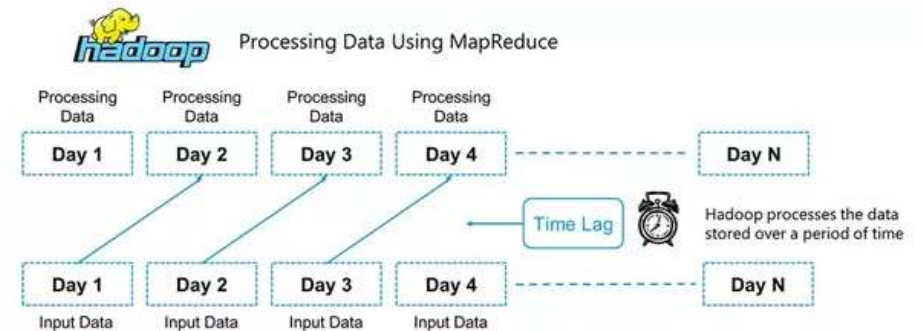 hadoop
Processing Data Using MapReduce
Processing
Data
Processing
Data
Processing
Data
Processing
Data
Day 1
Day 2
Day 3
Day 4
Day N
Time Lag
Hadoop processes the data
stored over a period of time
Day 1
Day 2
Day 3
Day 4
Day N
Input Data
Input Data
Input Data
Input Data